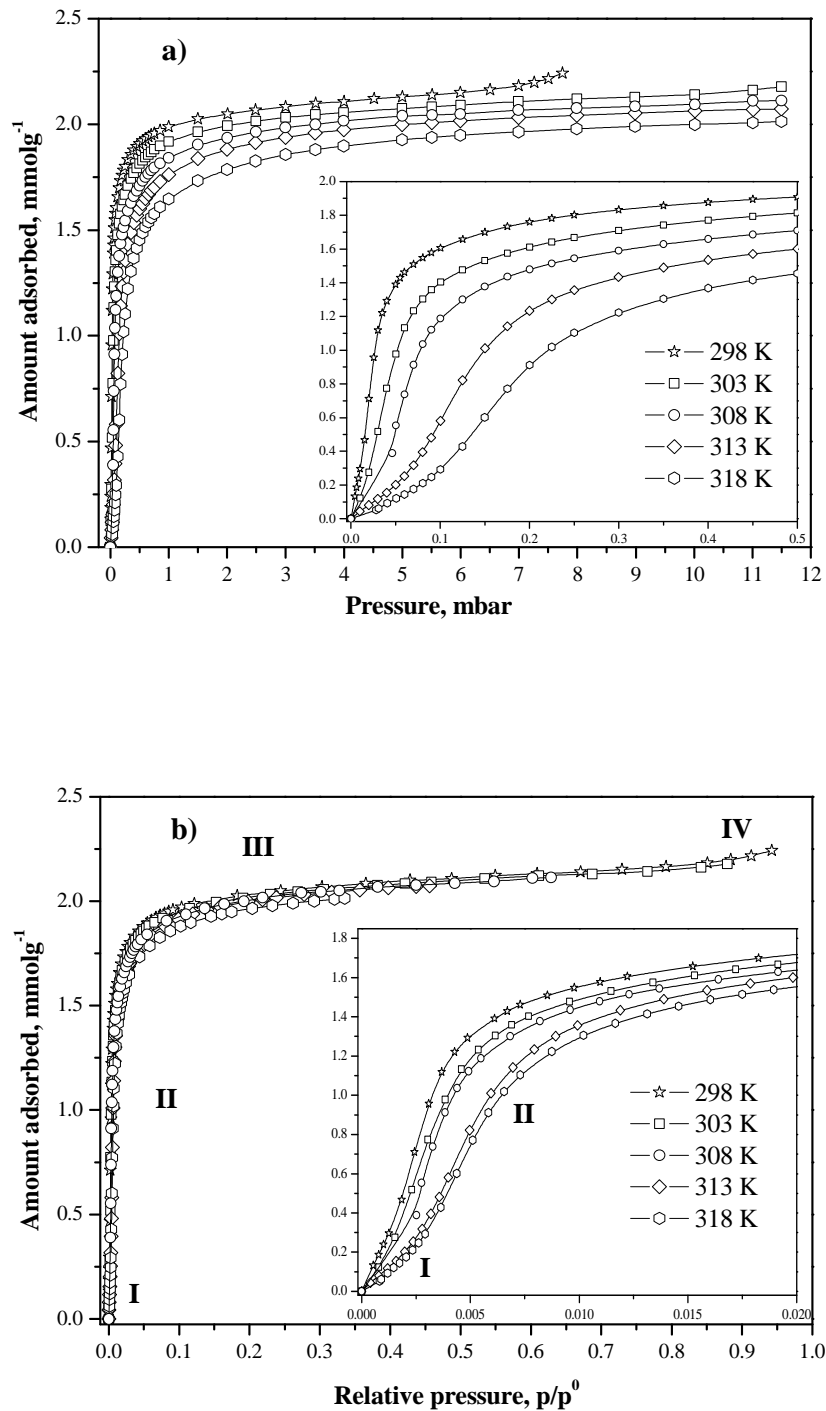 2.5
a)
2.0
1.5
1.0
0.5
0.0
Amount adsorbed, mmolg⁻¹
2.0
1.8
1.6
1.4
1.2
1.0
0.8
0.6
0.4
0.2
0.0
298 K
303 K
308 K
313 K
318 K
0.0 0.1 0.2 0.3 0.4 0.5
0 1 2 3 4 5 6 7 8 9 10 11 12
Pressure, mbar
2.5
b)
III
IV
2.0
1.5
1.0
0.5
0.0
Amount adsorbed, mmolg⁻¹
II
I
1.8
1.6
1.4
1.2
1.0
0.8
0.6
0.4
0.2
0.0
II
I
298 K
303 K
308 K
313 K
318 K
0.000 0.005 0.010 0.015 0.020
0.0 0.1 0.2 0.3 0.4 0.5 0.6 0.7 0.8 0.9 1.0
Relative pressure, p/p⁰